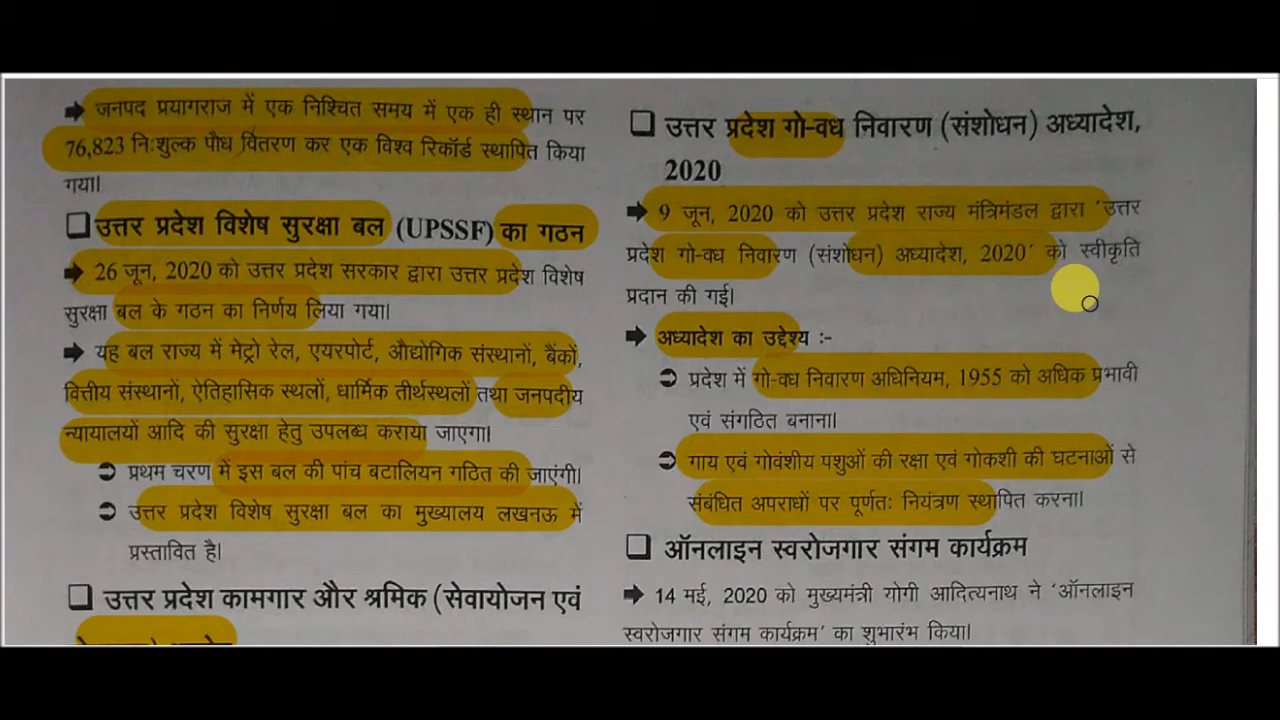 ➡ जनपद प्रयागराज में एक निश्चित समय में एक ही स्थान पर
76,823 निःशुल्क पौध वितरण कर एक विश्व रिकॉर्ड स्थापित किया
गया।
❑ उत्तर प्रदेश विशेष सुरक्षा बल (UPSSF) का गठन
➡ 26 जून, 2020 को उत्तर प्रदेश सरकार द्वारा उत्तर प्रदेश विशेष
सुरक्षा बल के गठन का निर्णय लिया गया।
➡ यह बल राज्य में मेट्रो रेल, एयरपोर्ट, औद्योगिक संस्थानों, बैंकों,
वित्तीय संस्थानों, ऐतिहासिक स्थलों, धार्मिक तीर्थस्थलों तथा जनपदीय
न्यायालयों आदि की सुरक्षा हेतु उपलब्ध कराया जाएगा।
➲ प्रथम चरण में इस बल की पांच बटालियन गठित की जाएंगी।
➲ उत्तर प्रदेश विशेष सुरक्षा बल का मुख्यालय लखनऊ में
प्रस्तावित है।
❑ उत्तर प्रदेश कामगार और श्रमिक (सेवायोजन एवं
❑ उत्तर प्रदेश गो-वध निवारण (संशोधन) अध्यादेश,
2020
➡ 9 जून, 2020 को उत्तर प्रदेश राज्य मंत्रिमंडल द्वारा 'उत्तर
प्रदेश गो-वध निवारण (संशोधन) अध्यादेश, 2020' को स्वीकृति
प्रदान की गई।
➡ अध्यादेश का उद्देश्य :-
➲ प्रदेश में गो-वध निवारण अधिनियम, 1955 को अधिक प्रभावी
एवं संगठित बनाना।
➲ गाय एवं गोवंशीय पशुओं की रक्षा एवं गोकशी की घटनाओं से
संबंधित अपराधों पर पूर्णतः नियंत्रण स्थापित करना।
❑ ऑनलाइन स्वरोजगार संगम कार्यक्रम
➡ 14 मई, 2020 को मुख्यमंत्री योगी आदित्यनाथ ने 'ऑनलाइन
स्वरोजगार संगम कार्यक्रम' का शुभारंभ किया।